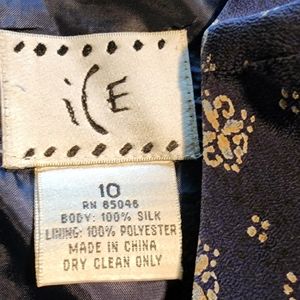 iCE
10
RN 85046
BODY: 100% SILK
LINING: 100% POLYESTER
MADE IN CHINA
DRY CLEAN ONLY